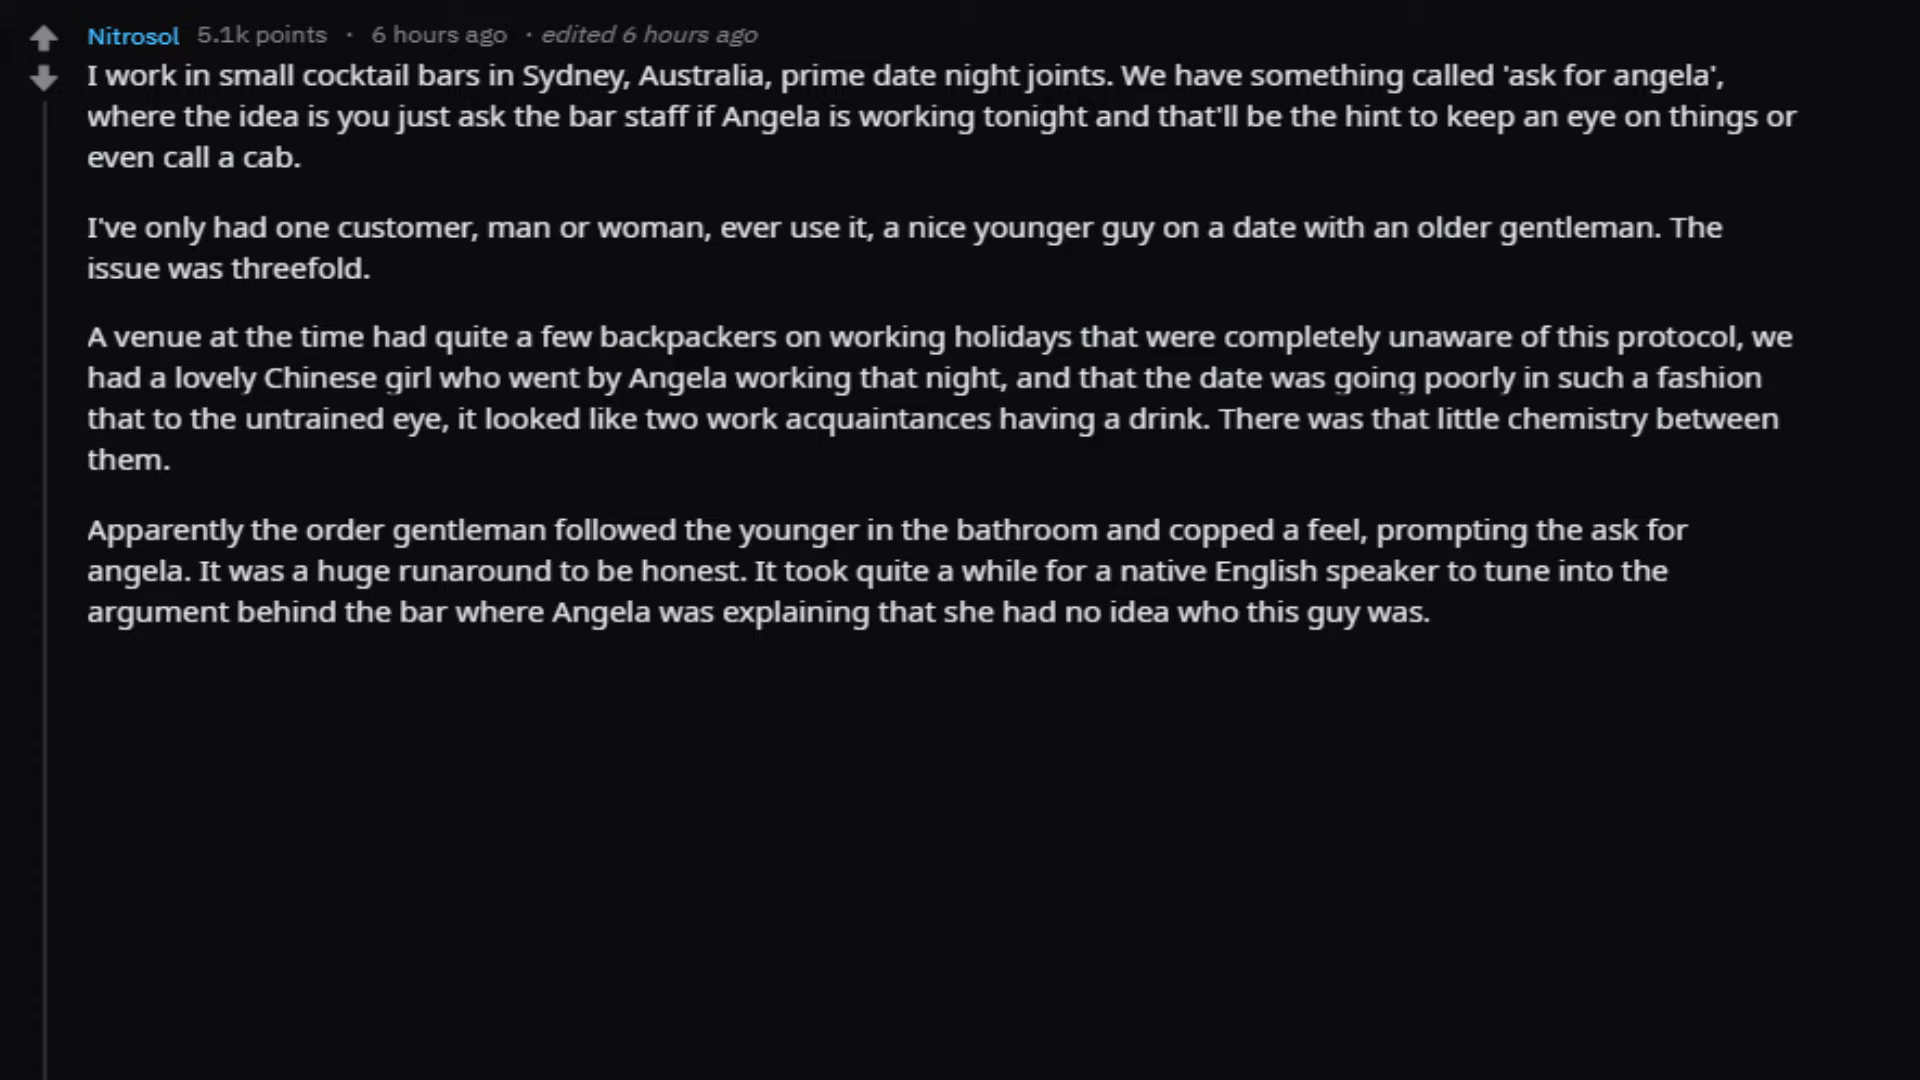 Nitrosol 5.1k points · 6 hours ago · edited 6 hours ago
I work in small cocktail bars in Sydney, Australia, prime date night joints. We have something called 'ask for angela',
where the idea is you just ask the bar staff if Angela is working tonight and that'll be the hint to keep an eye on things or
even call a cab.
I've only had one customer, man or woman, ever use it, a nice younger guy on a date with an older gentleman. The
issue was threefold.
A venue at the time had quite a few backpackers on working holidays that were completely unaware of this protocol, we
had a lovely Chinese girl who went by Angela working that night, and that the date was going poorly in such a fashion
that to the untrained eye, it looked like two work acquaintances having a drink. There was that little chemistry between
them.
Apparently the order gentleman followed the younger in the bathroom and copped a feel, prompting the ask for
angela. It was a huge runaround to be honest. It took quite a while for a native English speaker to tune into the
argument behind the bar where Angela was explaining that she had no idea who this guy was.